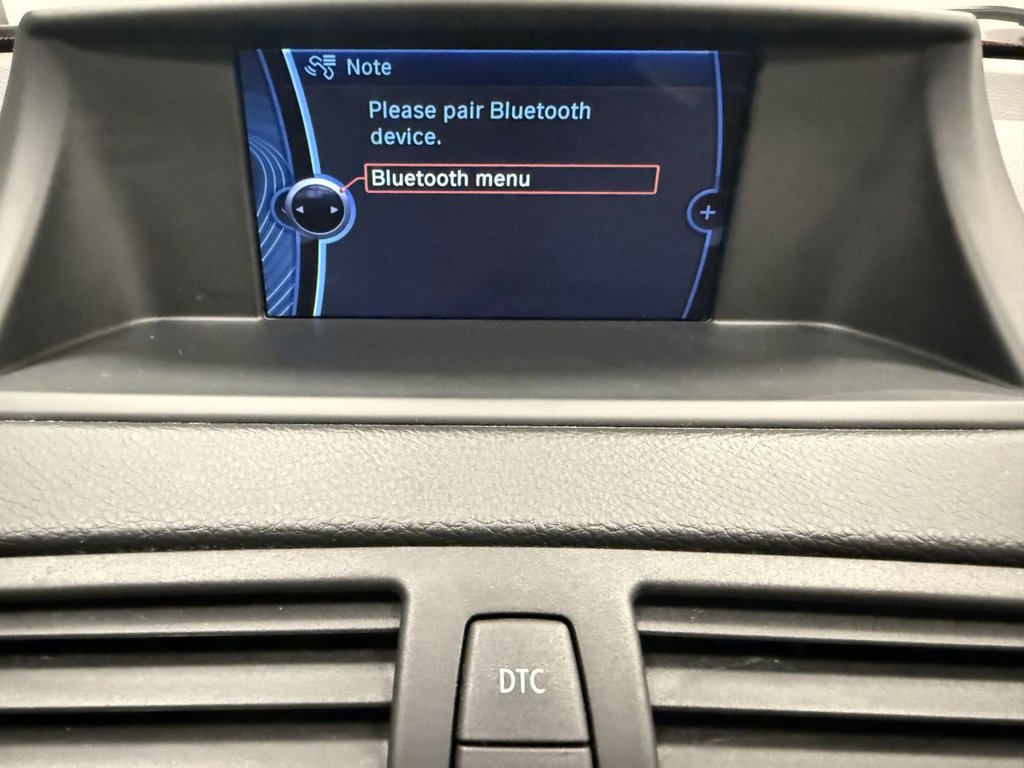 Note
Please pair Bluetooth
device.
Bluetooth menu
+
DTC